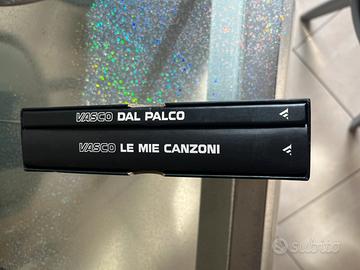 VASCO DAL PALCO
VASCO LE MIE CANZONI
subito